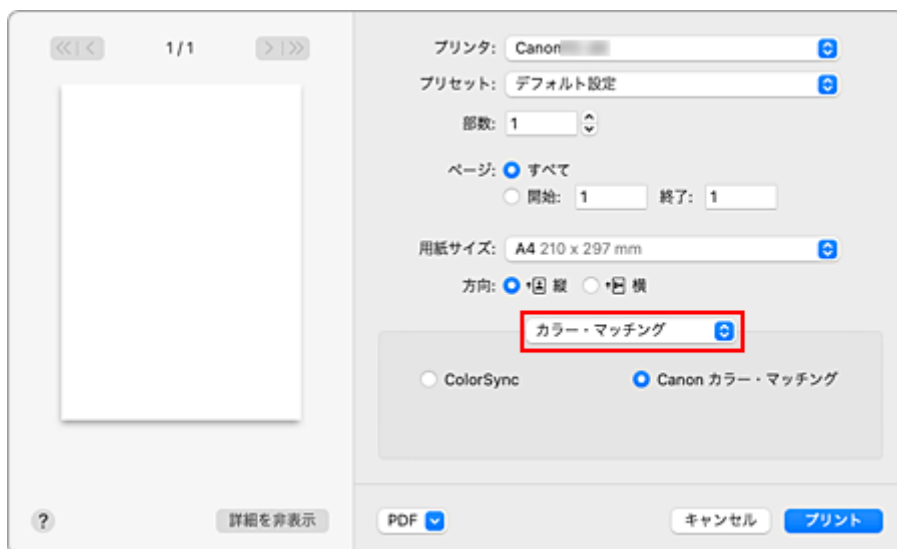 1 / 1
プリンタ: Canon
プリセット: デフォルト設定
部数: 1
ページ: すべて
開始: 1 終了: 1
用紙サイズ: A4 210 x 297 mm
方向: 縦 横
カラー・マッチング
ColorSync Canon カラー・マッチング
? 詳細を非表示 PDF キャンセル プリント